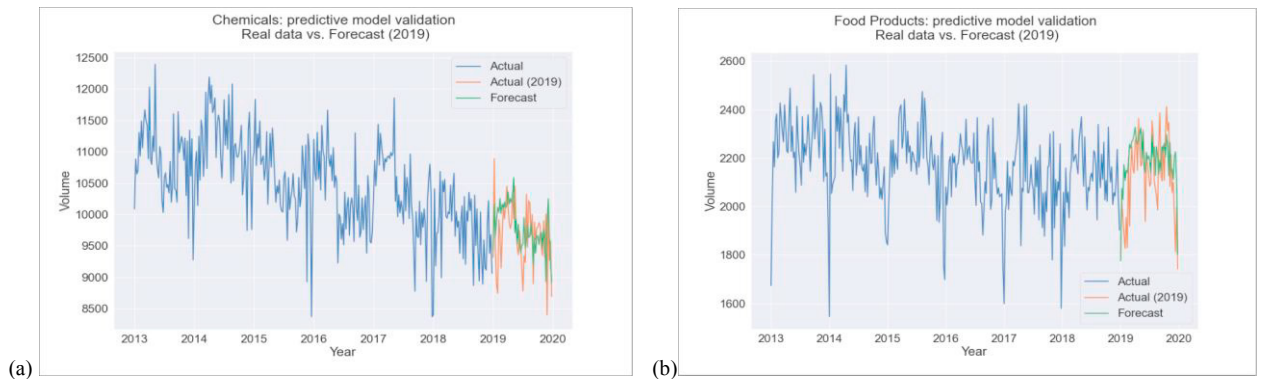 Chemicals: predictive model validation
Real data vs. Forecast (2019)
12500
12000
11500
11000
10500
10000
9500
9000
8500
Volume
Actual
Actual (2019)
Forecast
2013 2014 2015 2016 2017 2018 2019 2020
Year
(a)
Food Products: predictive model validation
Real data vs. Forecast (2019)
2600
2400
2200
2000
1800
1600
Volume
Actual
Actual (2019)
Forecast
2013 2014 2015 2016 2017 2018 2019 2020
Year
(b)